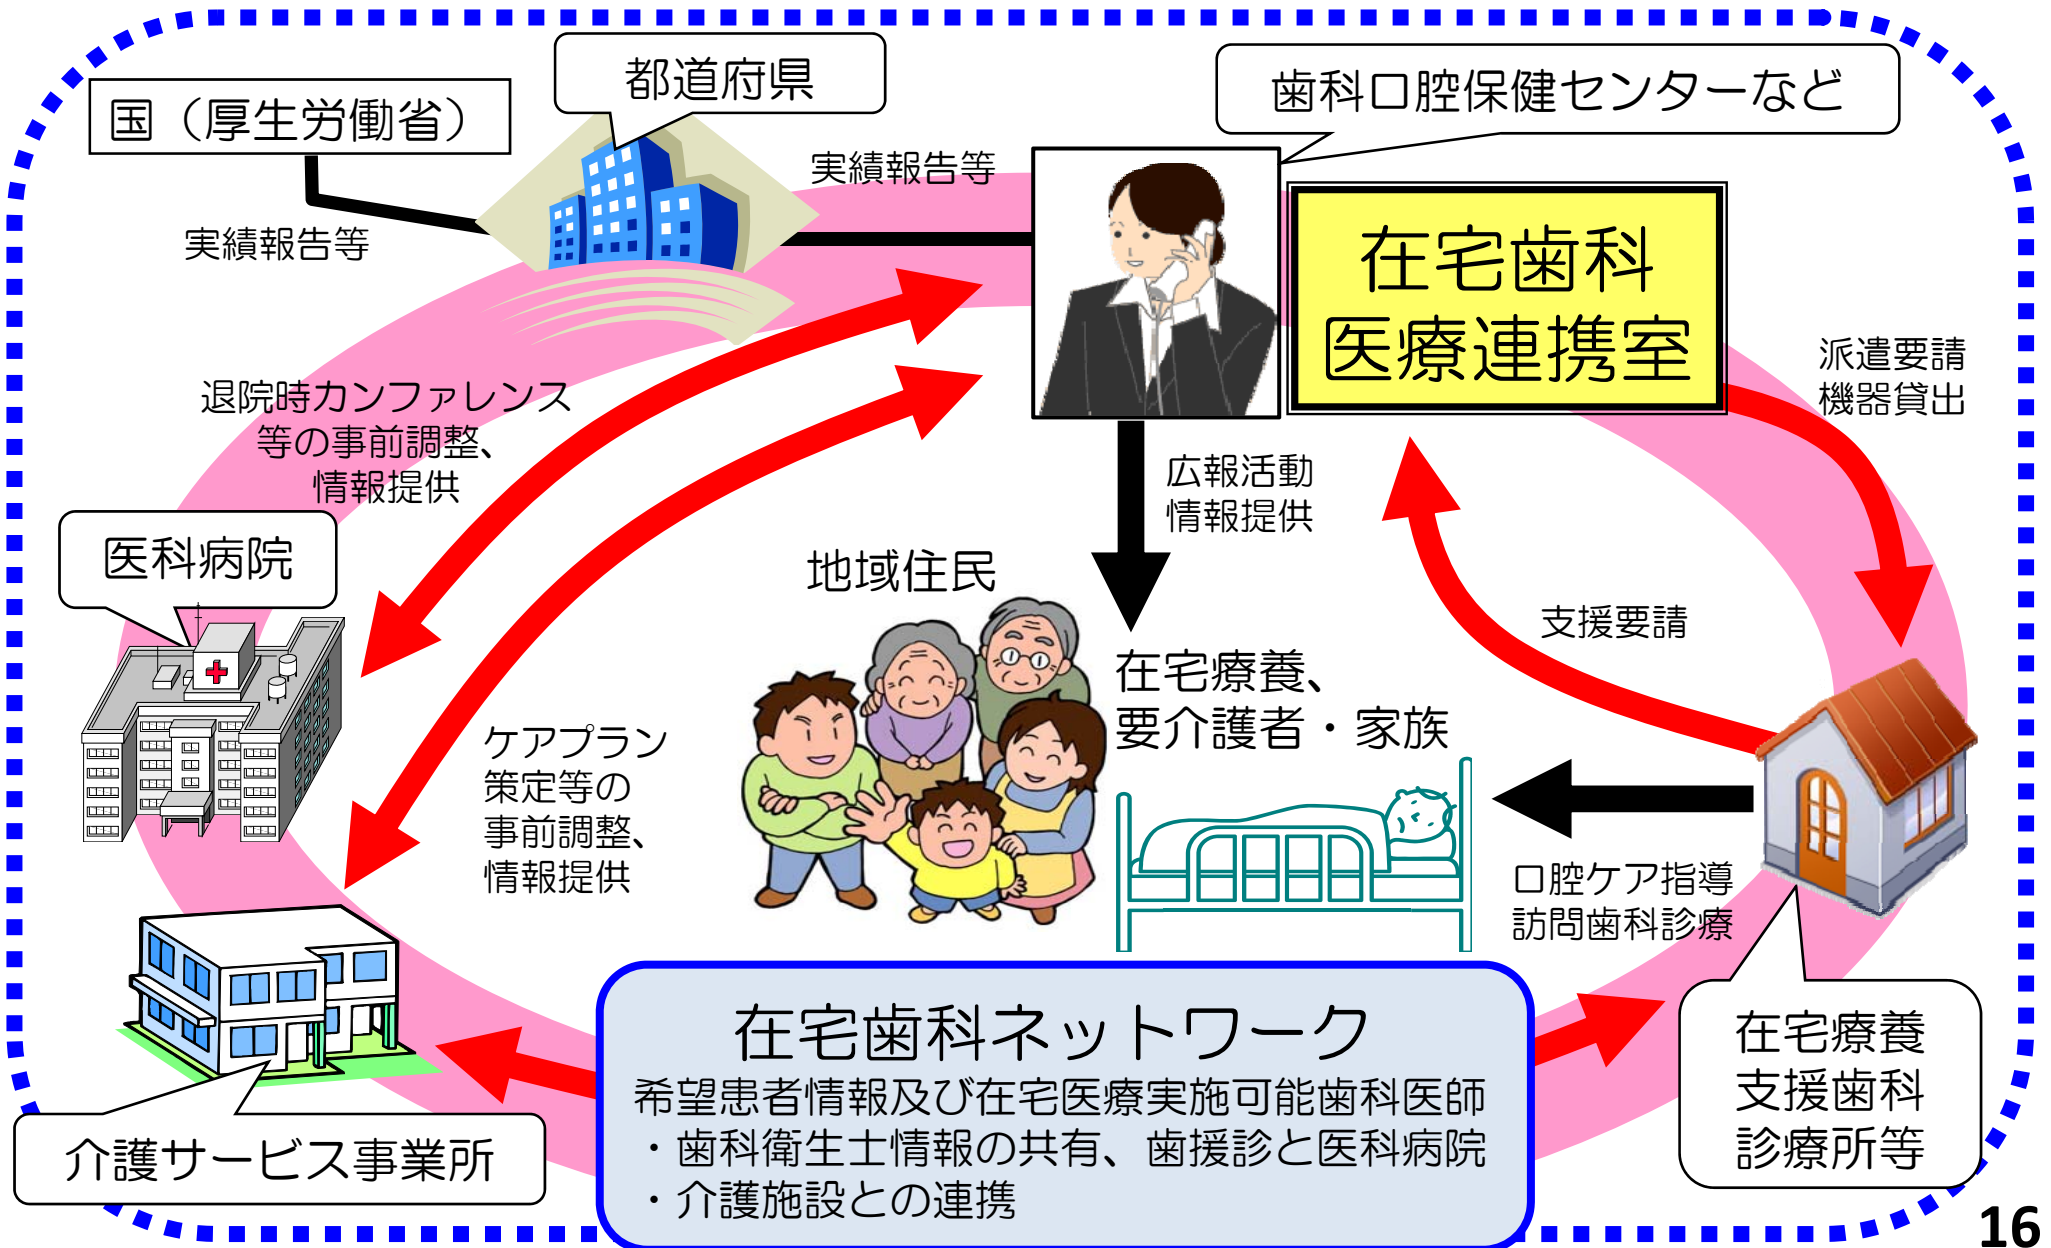 国（厚生労働省）
都道府県
歯科口腔保健センターなど
実績報告等
実績報告等
在宅歯科
医療連携室
派遣要請
機器貸出
退院時カンファレンス
等の事前調整、
情報提供
広報活動
情報提供
医科病院
地域住民
支援要請
在宅療養、
要介護者・家族
ケアプラン
策定等の
事前調整、
情報提供
口腔ケア指導
訪問歯科診療
在宅歯科ネットワーク
希望患者情報及び在宅医療実施可能歯科医師
・歯科衛生士情報の共有、歯援診と医科病院
・介護施設との連携
在宅療養
支援歯科
診療所等
介護サービス事業所
16